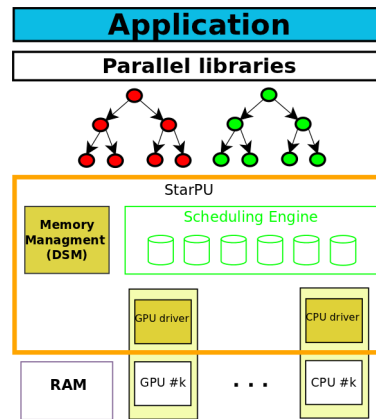 Application
Parallel libraries
StarPU
Memory
Managment
(DSM)
Scheduling Engine
GPU driver
CPU driver
RAM
GPU #k
. . .
CPU #k